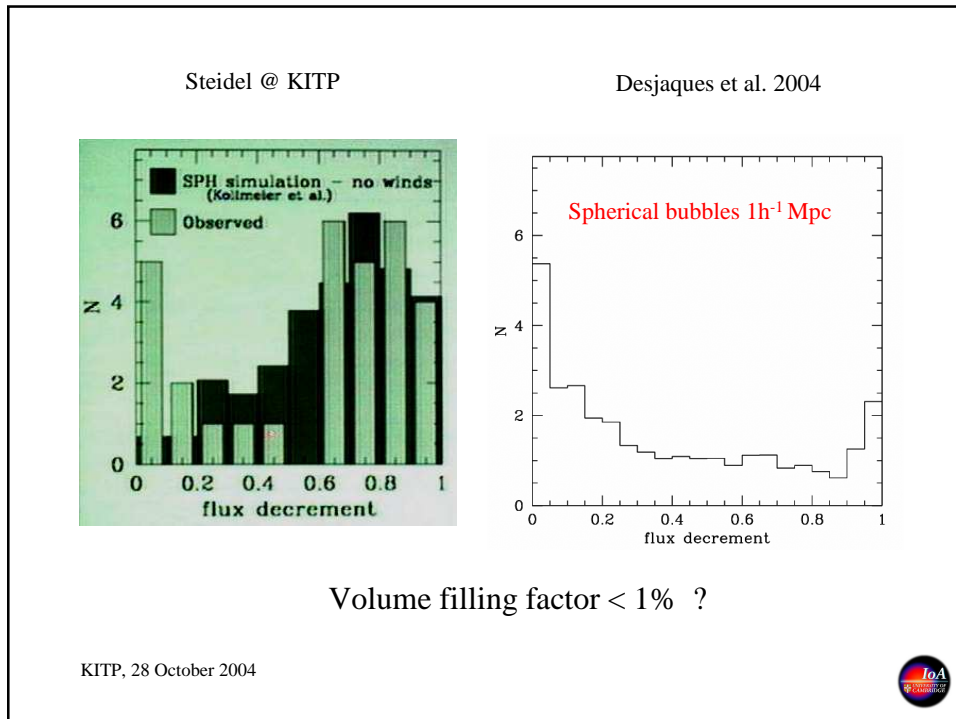 Steidel @ KITP
Desjaques et al. 2004
SPH simulation - no winds
(Kollmeier et al.)
Observed
N
6
4
2
0
0 0.2 0.4 0.6 0.8 1
flux decrement
Spherical bubbles 1h-1 Mpc
N
6
4
2
0
0 0.2 0.4 0.6 0.8 1
flux decrement
Volume filling factor < 1% ?
KITP, 28 October 2004
IoA
UNIVERSITY OF
CAMBRIDGE